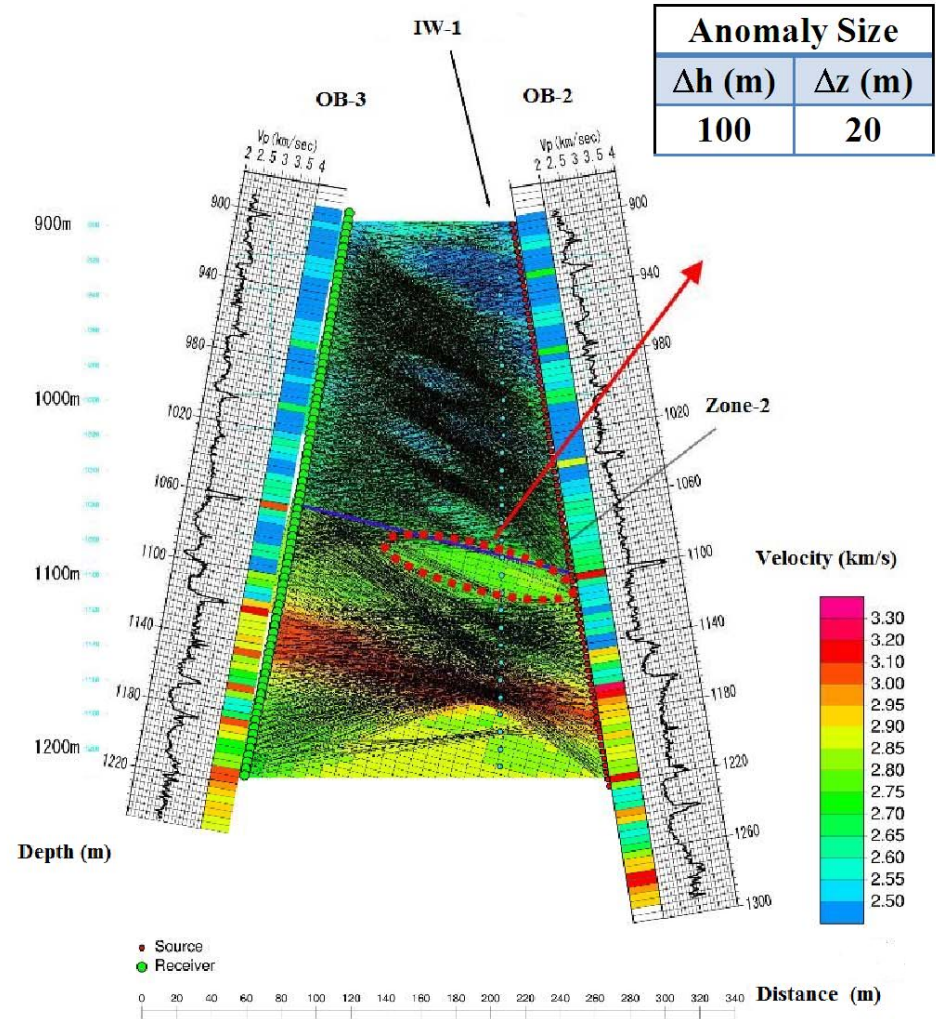 IW-1
Anomaly Size
Δh (m) Δz (m)
100 20
OB-3
OB-2
Vp (km/sec)
2 2.5 3 3.5 4
Vp (km/sec)
2 2.5 3 3.5 4
900m
1000m
1100m
1200m
900
940
980
1020
1060
1100
1140
1180
1220
900
940
980
1020
1060
1100
1140
1180
1220
1260
1300
Zone-2
Velocity (km/s)
3.30
3.20
3.10
3.00
2.95
2.90
2.85
2.80
2.75
2.70
2.65
2.60
2.55
2.50
Depth (m)
Source
Receiver
0 20 40 60 80 100 120 140 160 180 200 220 240 260 280 300 320 340
Distance (m)